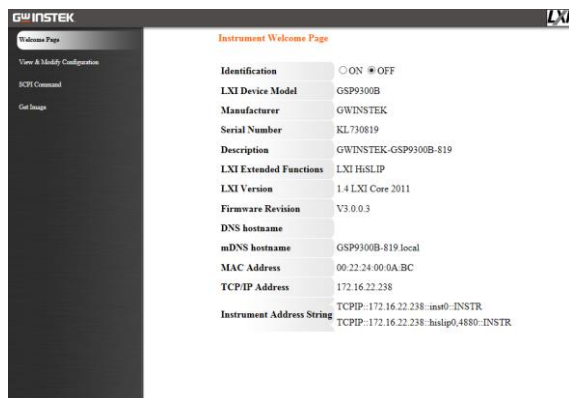 GWINSTEK
LXI
Welcome Page
View & Modify Configuration
SCPI Command
Get Image
Instrument Welcome Page
Identification ON OFF
LXI Device Model GSP9300B
Manufacturer GWINSTEK
Serial Number KL730819
Description GWINSTEK-GSP9300B-819
LXI Extended Functions LXI HiSLIP
LXI Version 1.4 LXI Core 2011
Firmware Revision V3.0.0.3
DNS hostname
mDNS hostname GSP9300B-819.local
MAC Address 00:22:24:00:0A:BC
TCP/IP Address 172.16.22.238
Instrument Address String TCPIP::172.16.22.238::inst0::INSTR
TCPIP::172.16.22.238::hislip0,4880::INSTR